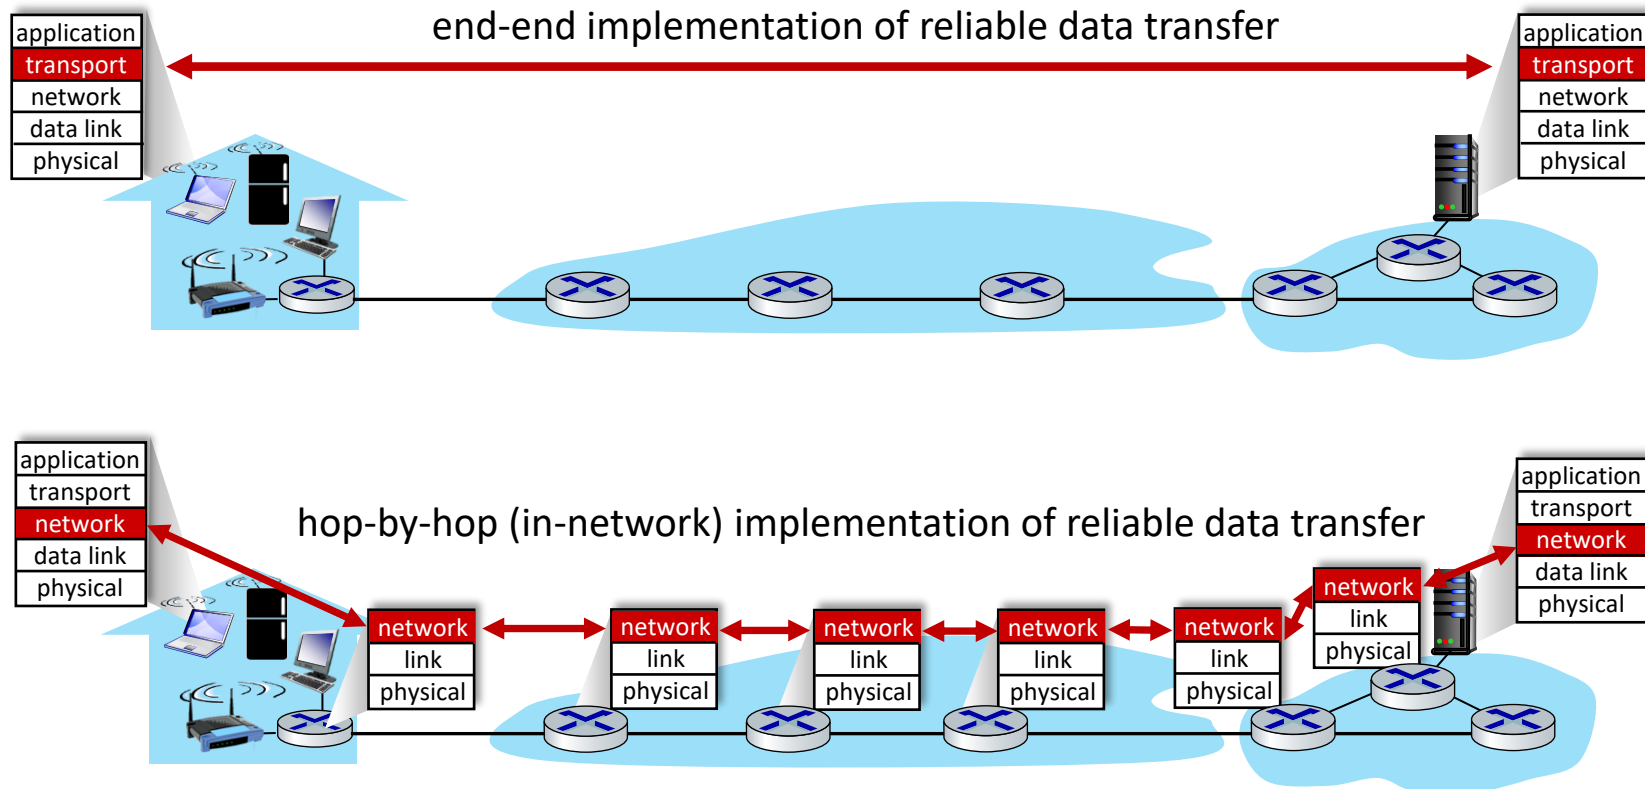 end-end implementation of reliable data transfer
application
transport
network
data link
physical
application
transport
network
data link
physical
hop-by-hop (in-network) implementation of reliable data transfer
application
transport
network
data link
physical
network
link
physical
network
link
physical
network
link
physical
network
link
physical
network
link
physical
network
link
physical
application
transport
network
data link
physical